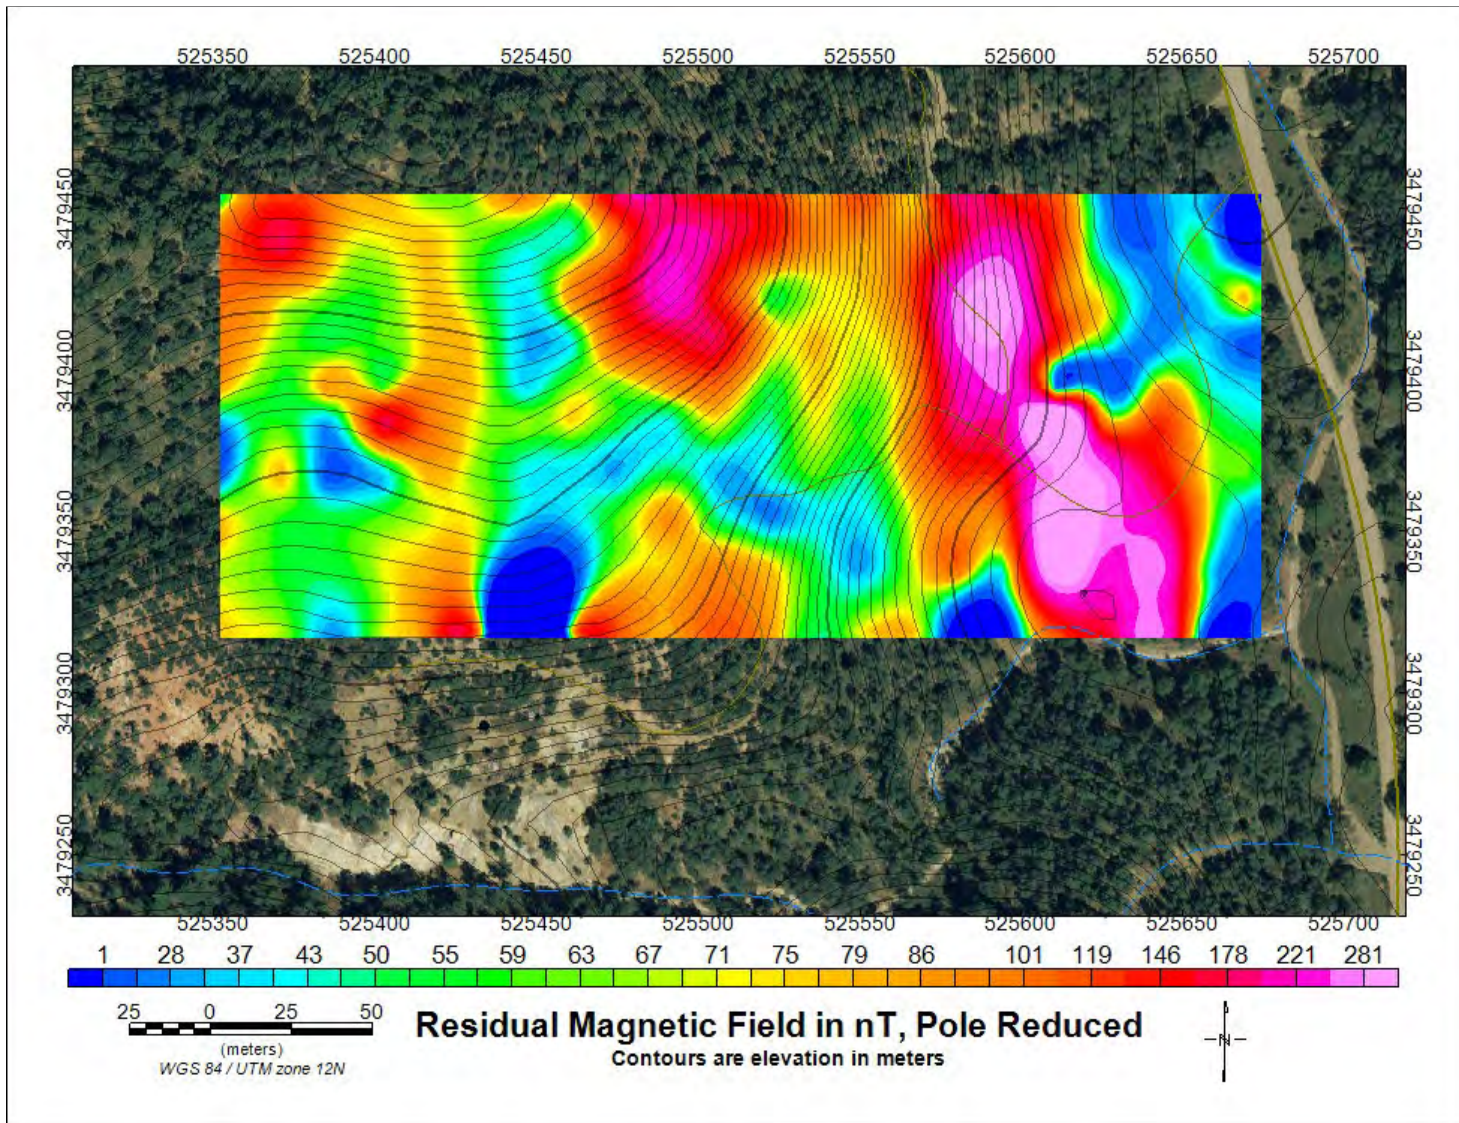 525350 525400 525450 525500 525550 525600 525650 525700
3479450
3479400
3479350
3479300
3479250
3479450
3479400
3479350
3479300
3479250
525350 525400 525450 525500 525550 525600 525650 525700
1 28 37 43 50 55 59 63 67 71 75 79 86 101 119 146 178 221 281
25 0 25 50
(meters)
WGS 84 / UTM zone 12N
Residual Magnetic Field in nT, Pole Reduced
Contours are elevation in meters
N